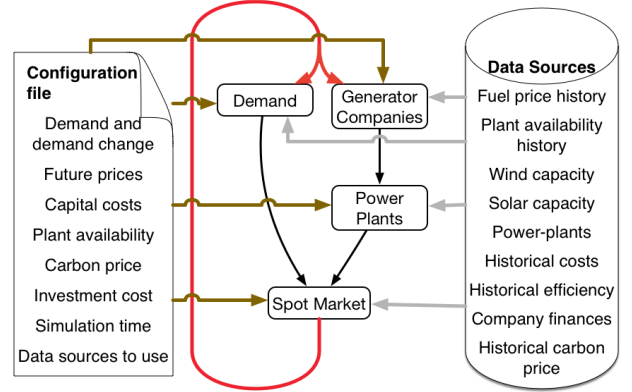 Configuration
file
Demand and
demand change
Future prices
Capital costs
Plant availability
Carbon price
Investment cost
Simulation time
Data sources to use
Demand
Generator
Companies
Power
Plants
Spot Market
Data Sources
Fuel price history
Plant availability
history
Wind capacity
Solar capacity
Power-plants
Historical costs
Historical efficiency
Company finances
Historical carbon
price